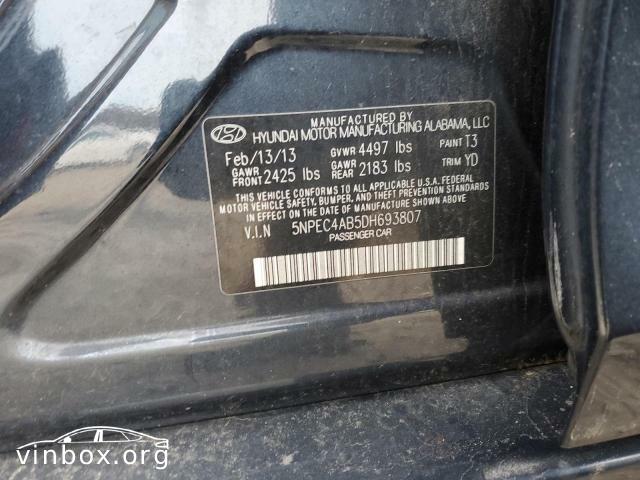 MANUFACTURED BY
HYUNDAI MOTOR MANUFACTURING ALABAMA, LLC
Feb/13/13 GVWR 4497 lbs PAINT T3
GAWR FRONT 2425 lbs GAWR REAR 2183 lbs TRIM YD
THIS VEHICLE CONFORMS TO ALL APPLICABLE U.S.A. FEDERAL
MOTOR VEHICLE SAFETY, BUMPER, AND THEFT PREVENTION STANDARDS
IN EFFECT ON THE DATE OF MANUFACTURE SHOWN ABOVE.
V.I.N 5NPEC4AB5DH693807
PASSENGER CAR
vinbox.org